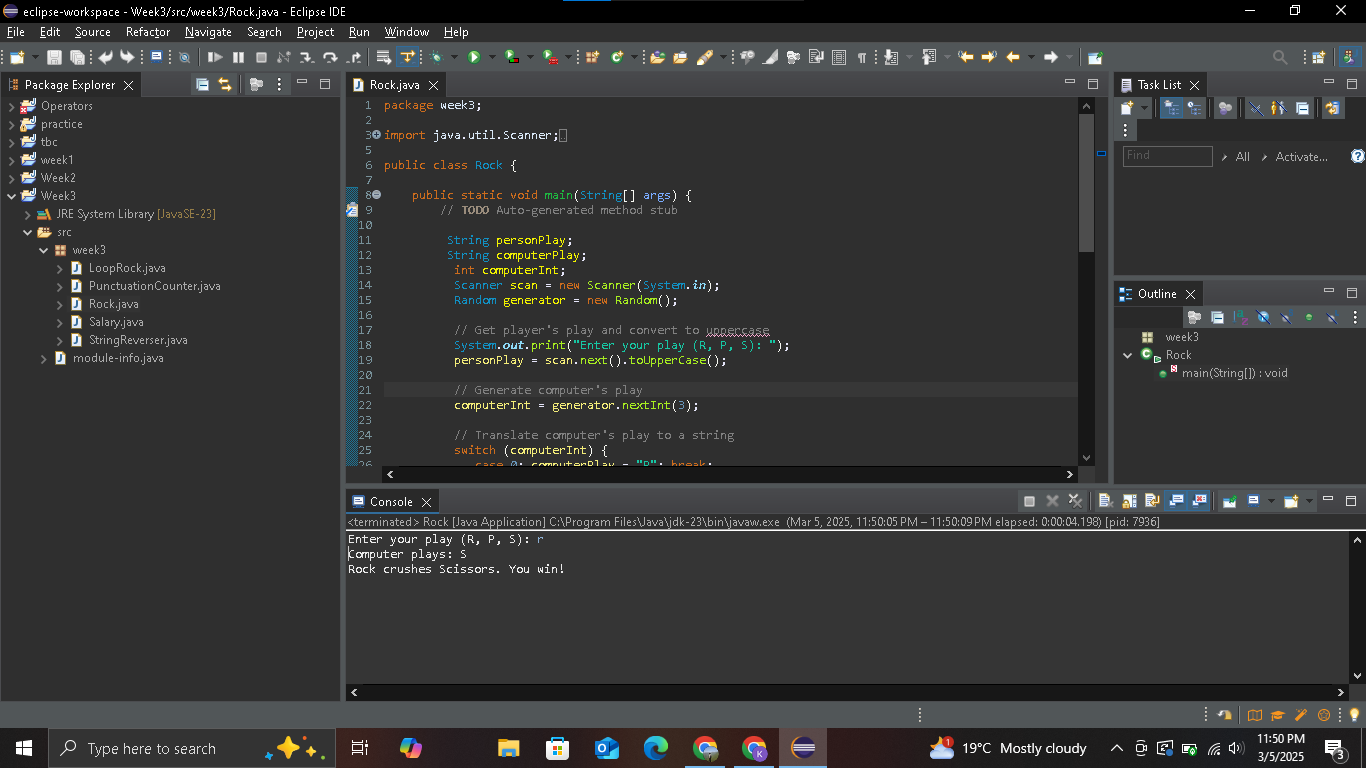 eclipse-workspace - Week3/src/week3/Rock.java - Eclipse IDE
File Edit Source Refactor Navigate Search Project Run Window Help
Package Explorer
Operators
practice
tbc
week1
Week2
Week3
JRE System Library [JavaSE-23]
src
week3
LoopRock.java
PunctuationCounter.java
Rock.java
Salary.java
StringReverser.java
module-info.java
Rock.java
1 package week3;
2
3 import java.util.Scanner;
5
6 public class Rock {
7
8 public static void main(String[] args) {
9 // TODO Auto-generated method stub
10
11 String personPlay;
12 String computerPlay;
13 int computerInt;
14 Scanner scan = new Scanner(System.in);
15 Random generator = new Random();
16
17 // Get player's play and convert to uppercase
18 System.out.print("Enter your play (R, P, S): ");
19 personPlay = scan.next().toUpperCase();
20
21 // Generate computer's play
22 computerInt = generator.nextInt(3);
23
24 // Translate computer's play to a string
25 switch (computerInt) {
26 case 0: computerPlay = "R"; break;
Task List
Find
All
Activate...
Outline
week3
Rock
main(String[]) : void
Console
<terminated> Rock [Java Application] C:\Program Files\Java\jdk-23\bin\javaw.exe (Mar 5, 2025, 11:50:05 PM – 11:50:09 PM elapsed: 0:00:04.198) [pid: 7936]
Enter your play (R, P, S): r
Computer plays: S
Rock crushes Scissors. You win!
Type here to search
1
K
19°C Mostly cloudy
11:50 PM
3/5/2025
3